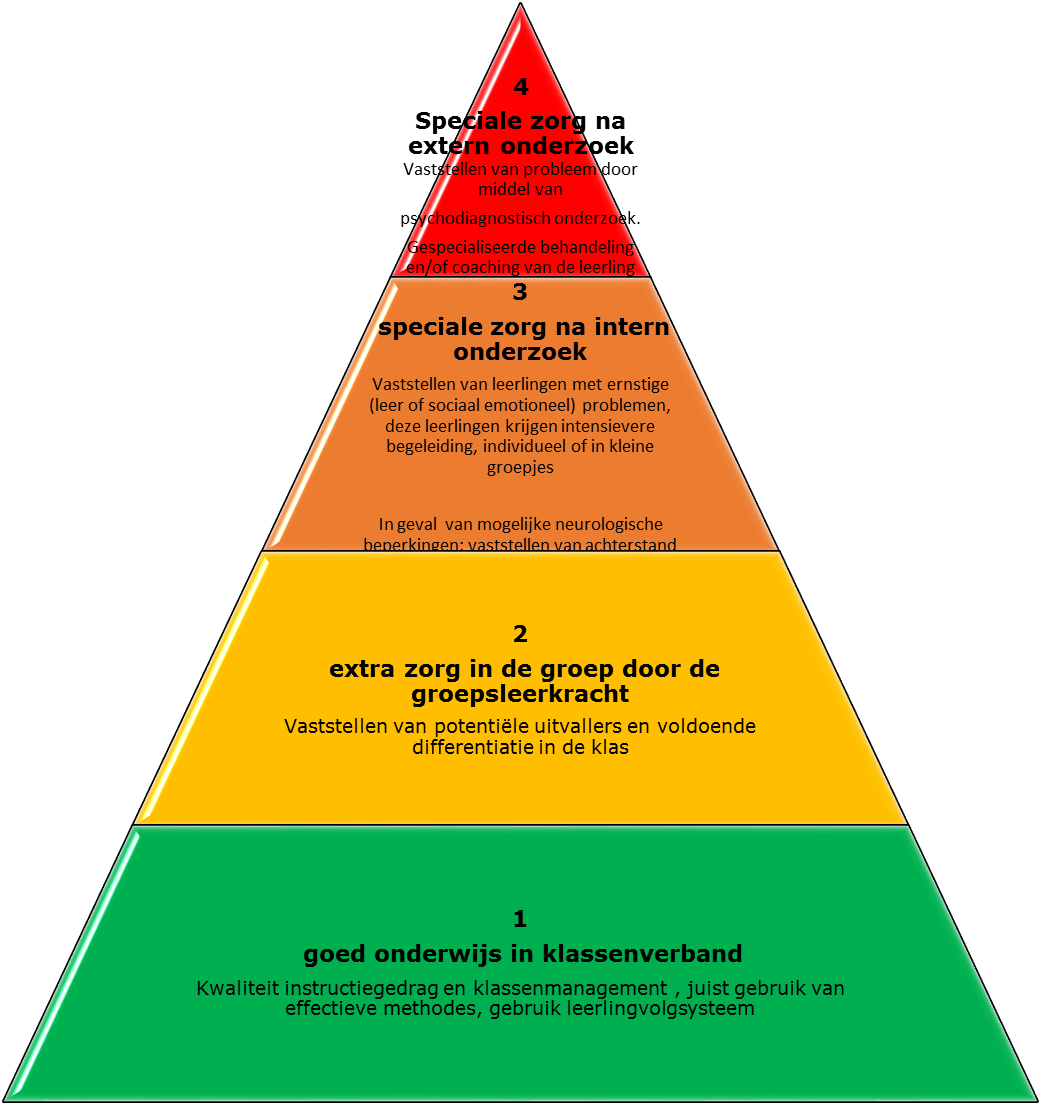 4
Speciale zorg na
extern onderzoek
Vaststellen van probleem door
middel van
psychodiagnostisch onderzoek.
Gespecialiseerde behandeling
en/of coaching van de leerling
3
speciale zorg na intern
onderzoek
Vaststellen van leerlingen met ernstige
(leer of sociaal emotioneel) problemen,
deze leerlingen krijgen intensievere
begeleiding, individueel of in kleine
groepjes
In geval van mogelijke neurologische
beperkingen: vaststellen van achterstand
2
extra zorg in de groep door de
groepsleerkracht
Vaststellen van potentiële uitvallers en voldoende
differentiatie in de klas
1
goed onderwijs in klassenverband
Kwaliteit instructiegedrag en klassenmanagement , juist gebruik van
effectieve methodes, gebruik leerlingvolgsysteem